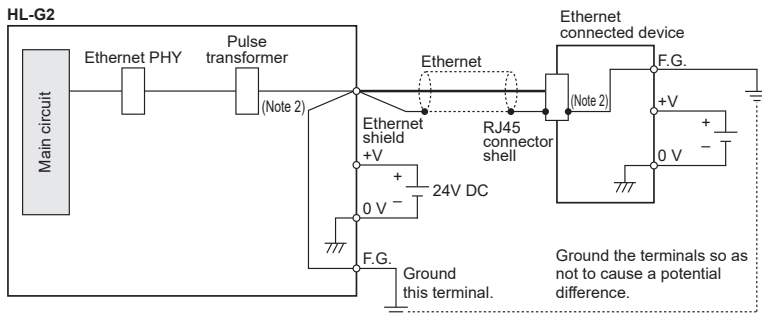 HL-G2
Main circuit
Ethernet PHY
Pulse
transformer
(Note 2)
Ethernet
Ethernet
shield
RJ45
connector
shell
+V
+
–
24V DC
0 V
F.G.
Ground
this terminal.
Ethernet
connected device
(Note 2)
F.G.
+V
+
–
0 V
Ground the terminals so as
not to cause a potential
difference.